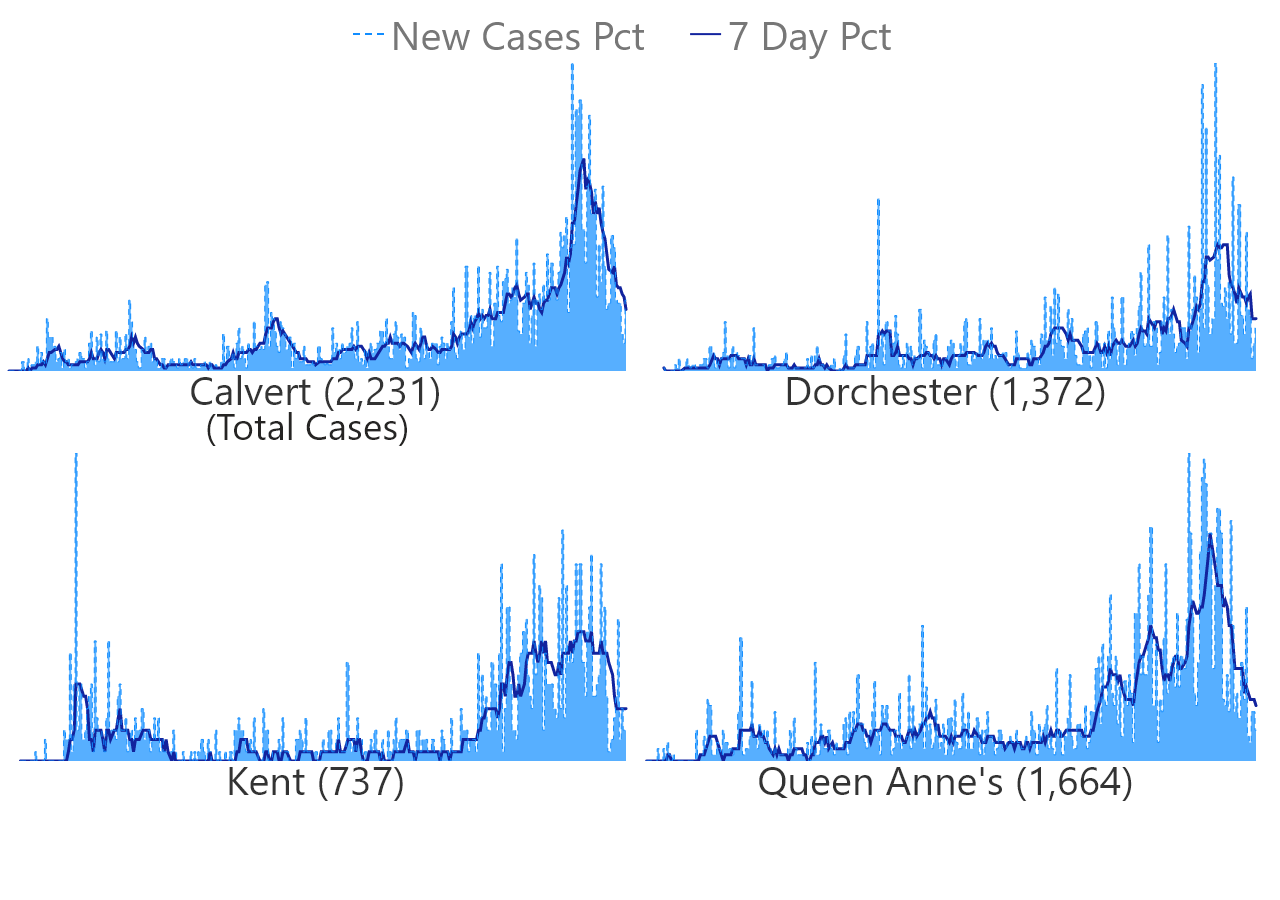 New Cases Pct 7 Day Pct
Calvert (2,231)
(Total Cases)
Dorchester (1,372)
Kent (737)
Queen Anne's (1,664)